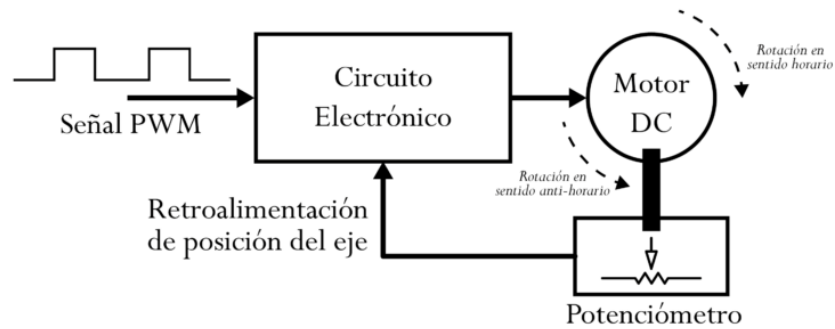 Señal PWM
Circuito
Electrónico
Motor
DC
Rotación en
sentido horario
Rotación en
sentido anti-horario
Retroalimentación
de posición del eje
Potenciómetro